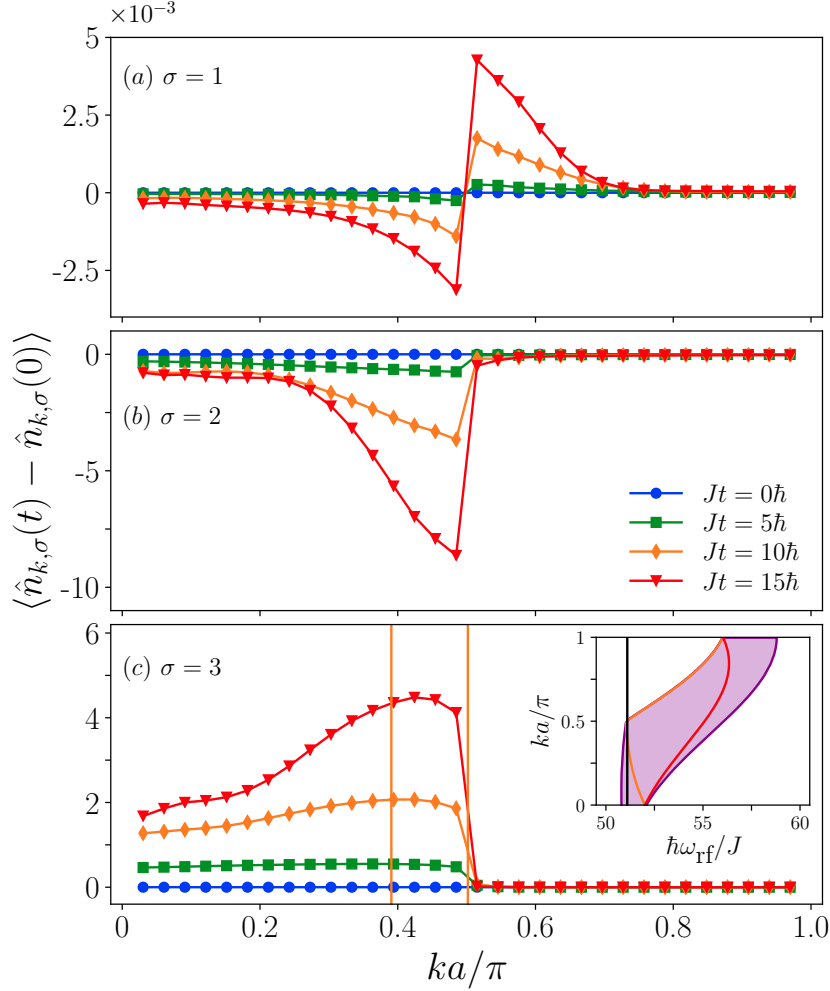 ×10⁻³
5
2.5
0
-2.5
(a) σ = 1
0
-5
-10
(b) σ = 2
Jt = 0ħ
Jt = 5ħ
Jt = 10ħ
Jt = 15ħ
⟨n̂ₖ,σ(t) − n̂ₖ,σ(0)⟩
6
4
2
0
(c) σ = 3
1
0.5
0
ka/π
50 55 60
ħω_rf/J
0 0.2 0.4 0.6 0.8 1.0
ka/π